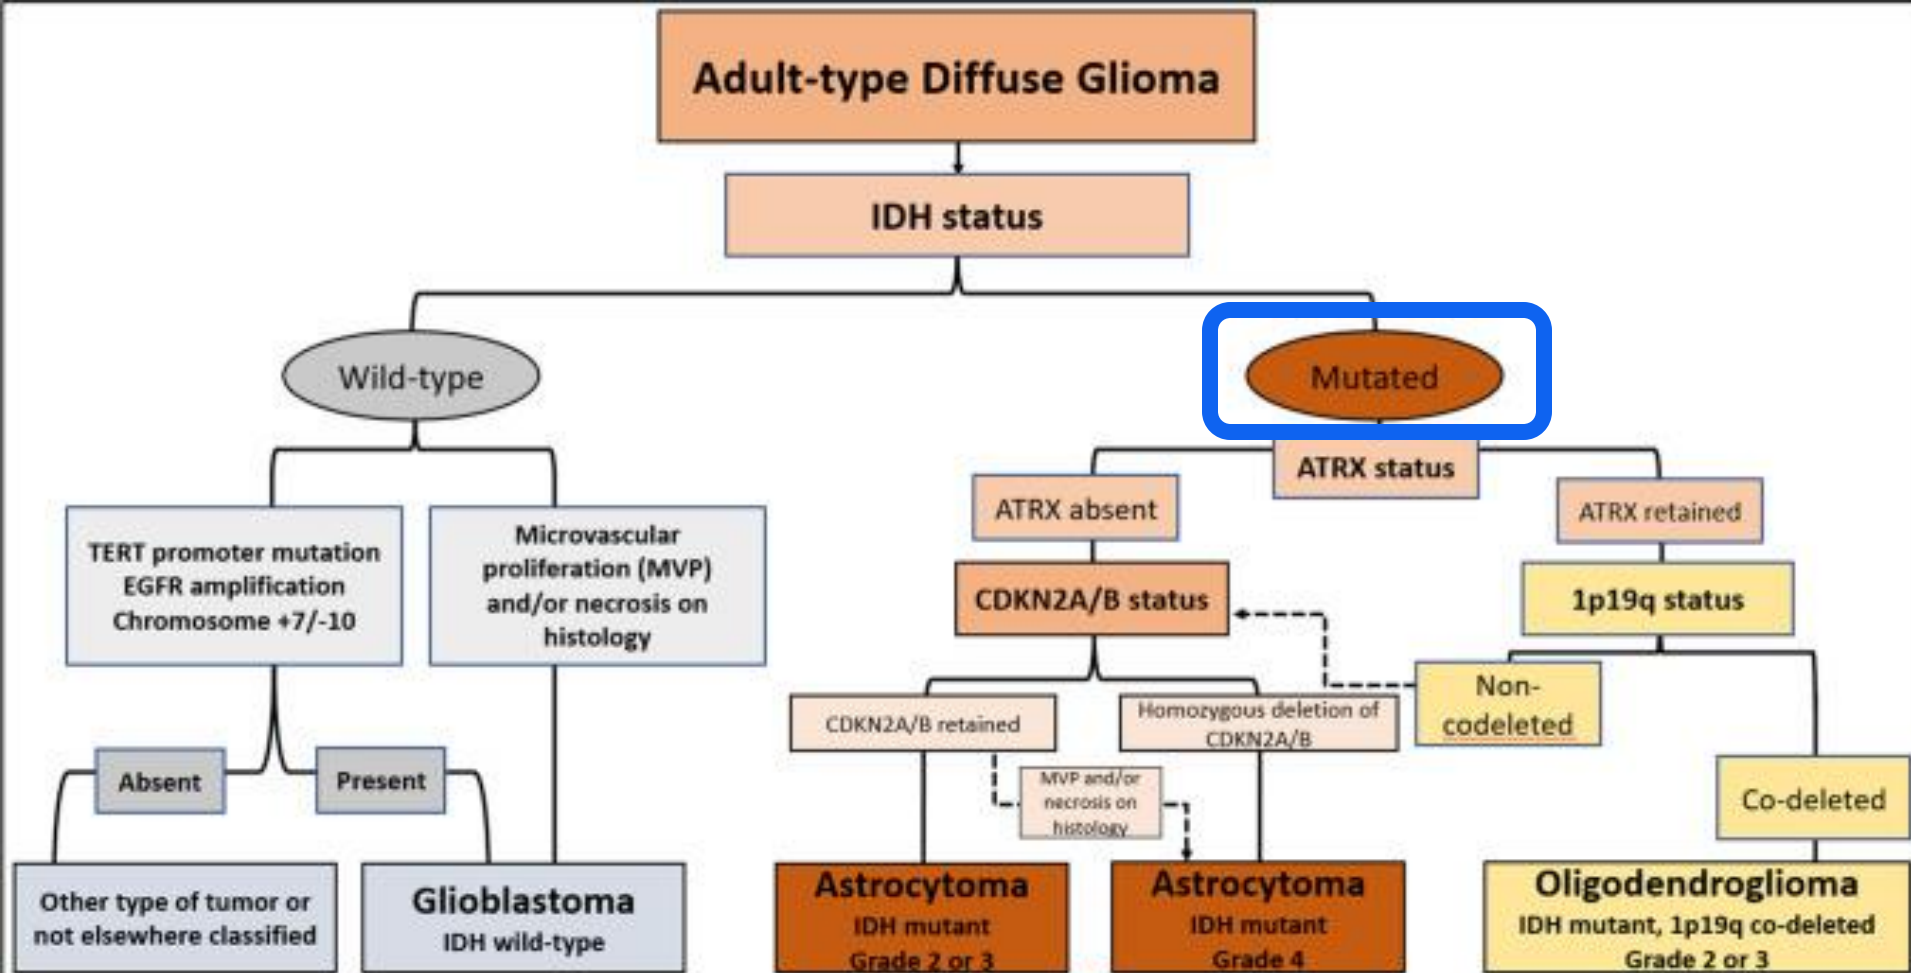 Adult-type Diffuse Glioma
IDH status
Wild-type
Mutated
TERT promoter mutation
EGFR amplification
Chromosome +7/-10
Microvascular
proliferation (MVP)
and/or necrosis on
histology
Absent
Present
Other type of tumor or
not elsewhere classified
Glioblastoma
IDH wild-type
ATRX status
ATRX absent
ATRX retained
CDKN2A/B status
1p19q status
CDKN2A/B retained
Homozygous deletion of
CDKN2A/B
Non-
codeleted
MVP and/or
necrosis on
histology
Co-deleted
Astrocytoma
IDH mutant
Grade 2 or 3
Astrocytoma
IDH mutant
Grade 4
Oligodendroglioma
IDH mutant, 1p19q co-deleted
Grade 2 or 3